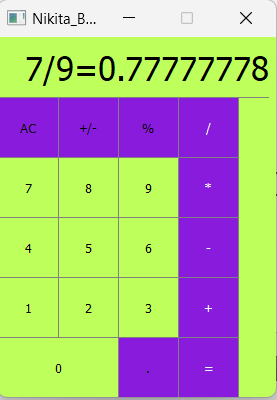 Nikita_B...
7/9=0.77777778
AC +/- % /
7 8 9 *
4 5 6 -
1 2 3 +
0 . =